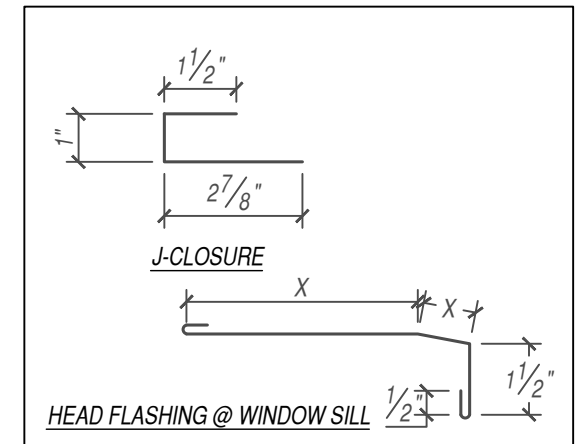 1 1/2"
1"
2 7/8"
J-CLOSURE
X
X
1 1/2"
1/2"
HEAD FLASHING @ WINDOW SILL